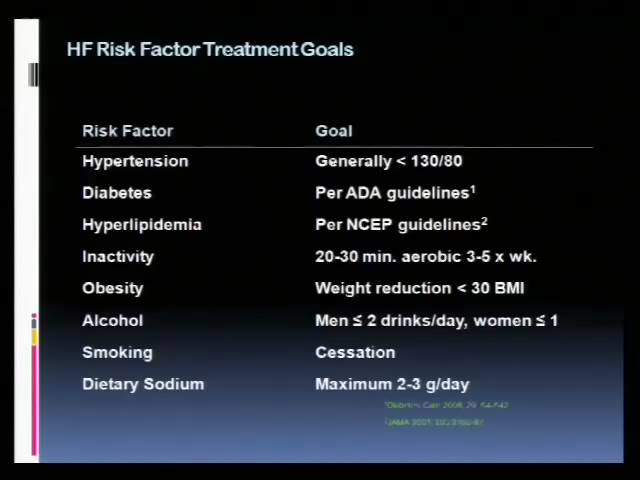 HF Risk Factor Treatment Goals
Risk Factor Goal
Hypertension Generally < 130/80
Diabetes Per ADA guidelines¹
Hyperlipidemia Per NCEP guidelines²
Inactivity 20-30 min. aerobic 3-5 x wk.
Obesity Weight reduction < 30 BMI
Alcohol Men ≤ 2 drinks/day, women ≤ 1
Smoking Cessation
Dietary Sodium Maximum 2-3 g/day